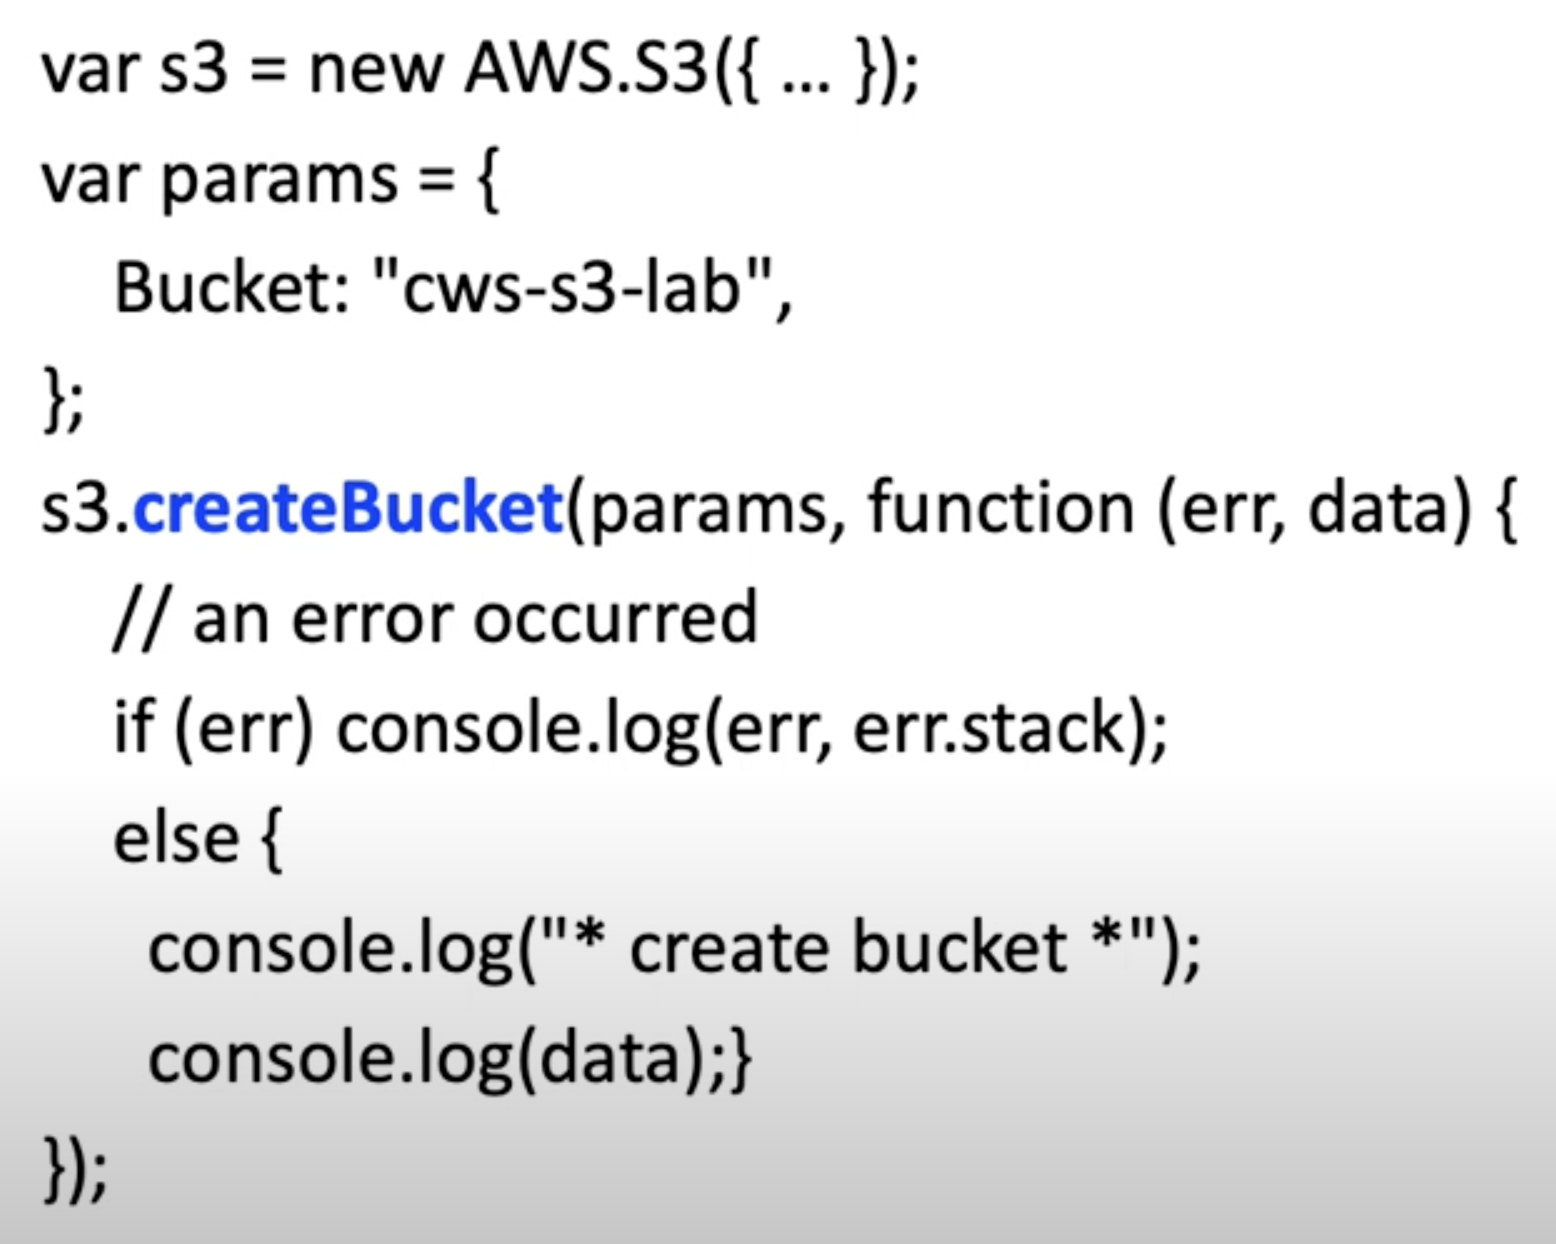 var s3 = new AWS.S3({ ... });
var params = {
Bucket: "cws-s3-lab",
};
s3.createBucket(params, function (err, data) {
// an error occurred
if (err) console.log(err, err.stack);
else {
console.log("* create bucket *");
console.log(data);}
});